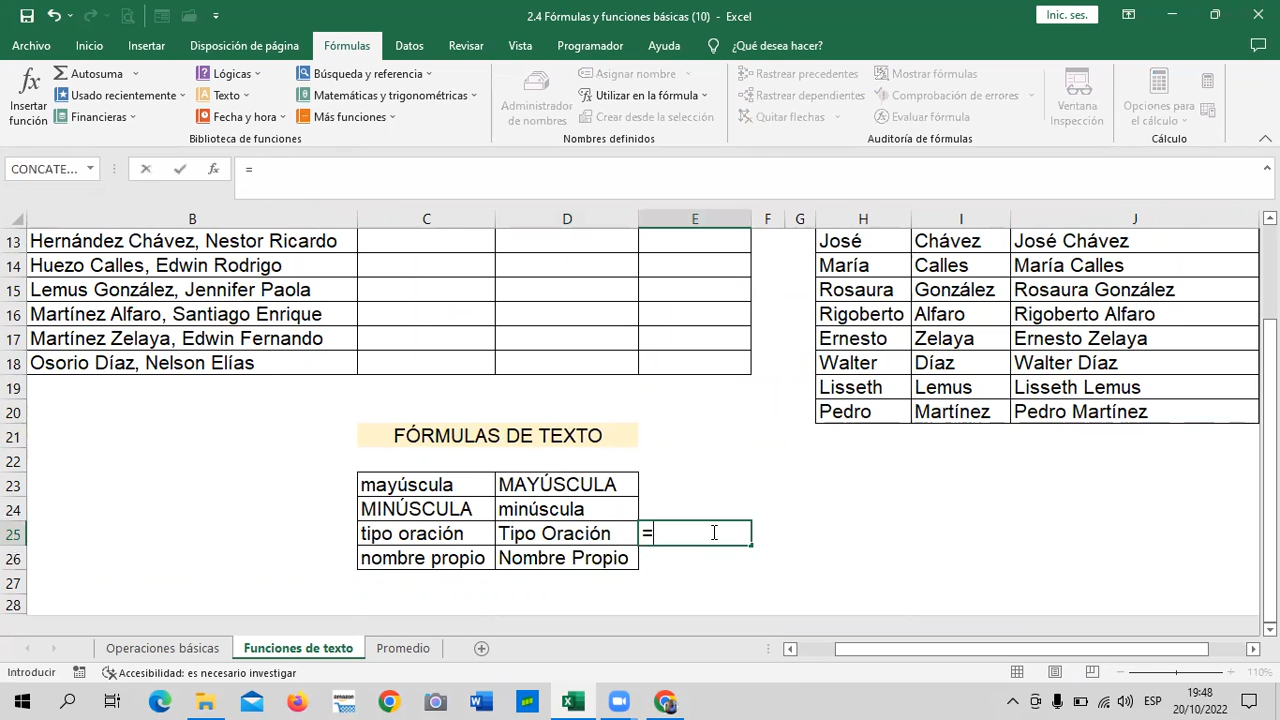 2.4 Fórmulas y funciones básicas (10) - Excel
Inic. ses.
Archivo Inicio Insertar Disposición de página Fórmulas Datos Revisar Vista Programador Ayuda ¿Qué desea hacer?
Insertar función
Autosuma Lógicas Búsqueda y referencia
Usado recientemente Texto Matemáticas y trigonométricas
Financieras Fecha y hora Más funciones
Biblioteca de funciones
Administrador de nombres
Asignar nombre
Utilizar en la fórmula
Crear desde la selección
Nombres definidos
Rastrear precedentes Mostrar fórmulas
Rastrear dependientes Comprobación de errores
Quitar flechas Evaluar fórmula
Auditoría de fórmulas
Ventana Inspección
Opciones para el cálculo
Cálculo
CONCATE... fx =
B C D E F G H I J
13 Hernández Chávez, Nestor Ricardo José Chávez José Chávez
14 Huezo Calles, Edwin Rodrigo María Calles María Calles
15 Lemus González, Jennifer Paola Rosaura González Rosaura González
16 Martínez Alfaro, Santiago Enrique Rigoberto Alfaro Rigoberto Alfaro
17 Martínez Zelaya, Edwin Fernando Ernesto Zelaya Ernesto Zelaya
18 Osorio Díaz, Nelson Elías Walter Díaz Walter Díaz
19 Lisseth Lemus Lisseth Lemus
20 Pedro Martínez Pedro Martínez
21 FÓRMULAS DE TEXTO
22
23 mayúscula MAYÚSCULA
24 MINÚSCULA minúscula
25 tipo oración Tipo Oración =
26 nombre propio Nombre Propio
27
28
Operaciones básicas Funciones de texto Promedio
Introducir Accesibilidad: es necesario investigar 110%
ESP 19:48
20/10/2022